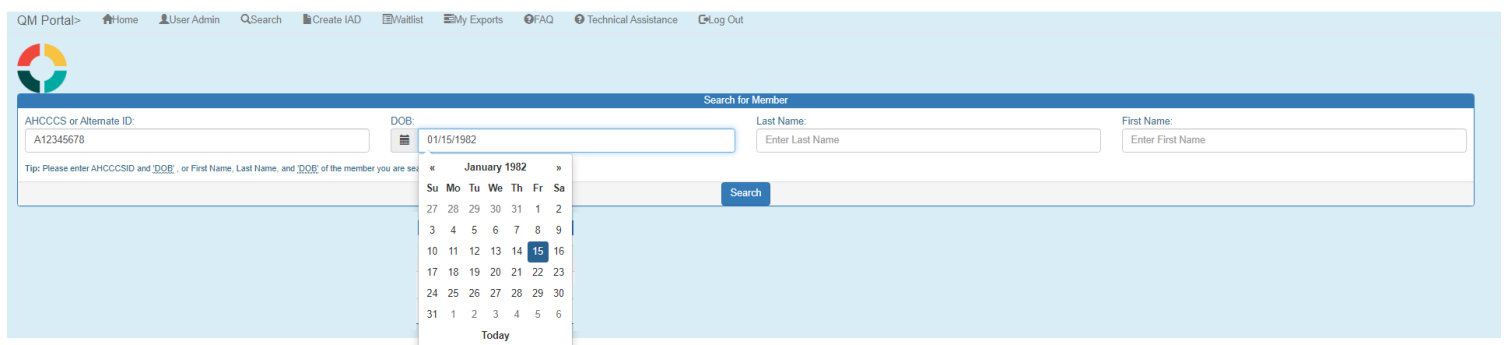 QM Portal> Home User Admin Search Create IAD Waitlist My Exports FAQ Technical Assistance Log Out
Search for Member
AHCCCS or Alternate ID: DOB: Last Name: First Name:
A12345678 01/15/1982 Enter Last Name Enter First Name
Tip: Please enter AHCCCSID and 'DOB' , or First Name, Last Name, and 'DOB' of the member you are sea
Search
« January 1982 »
Su Mo Tu We Th Fr Sa
27 28 29 30 31 1 2
3 4 5 6 7 8 9
10 11 12 13 14 15 16
17 18 19 20 21 22 23
24 25 26 27 28 29 30
31 1 2 3 4 5 6
Today